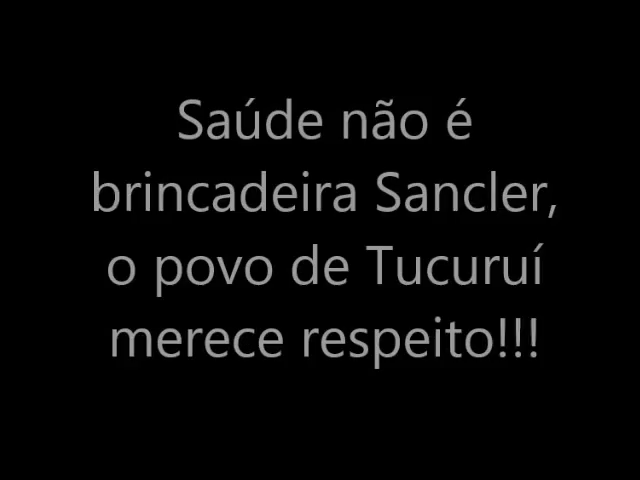 Saúde não é
brincadeira Sancler,
o povo de Tucuruí
merece respeito!!!